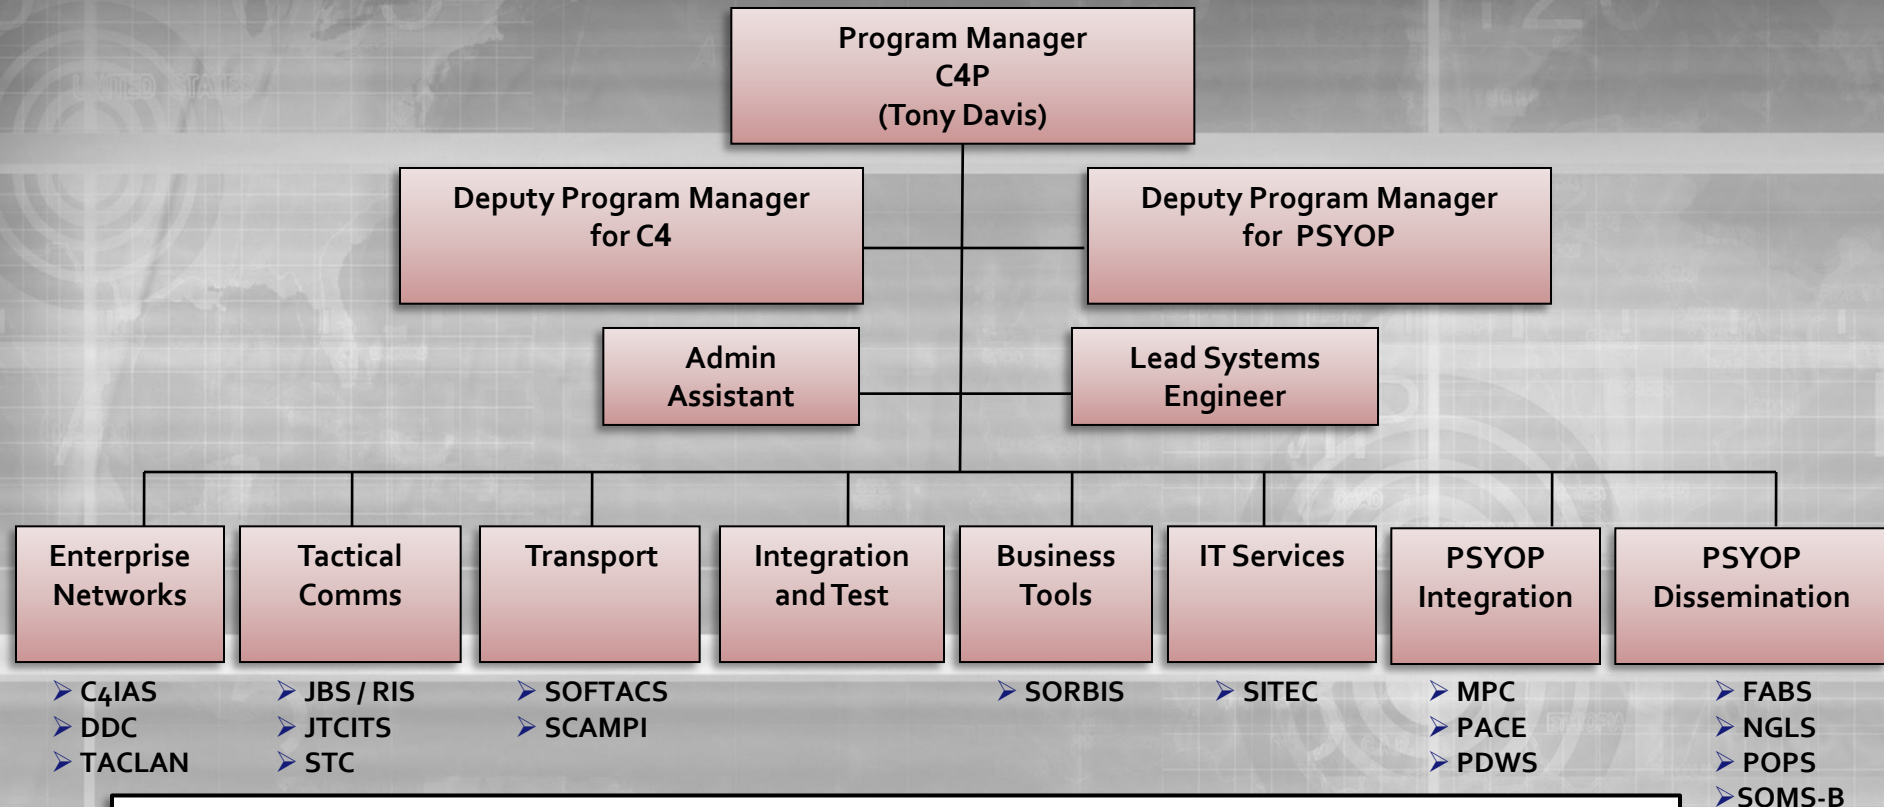 Program Manager
C4P
(Tony Davis)
Deputy Program Manager
for C4
Deputy Program Manager
for PSYOP
Admin
Assistant
Lead Systems
Engineer
Enterprise
Networks
➢ C4IAS
➢ DDC
➢ TACLAN
Tactical
Comms
➢ JBS / RIS
➢ JTCITS
➢ STC
Transport
➢ SOFTACS
➢ SCAMPI
Integration
and Test
Business
Tools
➢ SORBIS
IT Services
➢ SITEC
PSYOP
Integration
➢ MPC
➢ PACE
➢ PDWS
PSYOP
Dissemination
➢ FABS
➢ NGLS
➢ POPS
➢ SOMS-B
UNITED STATES